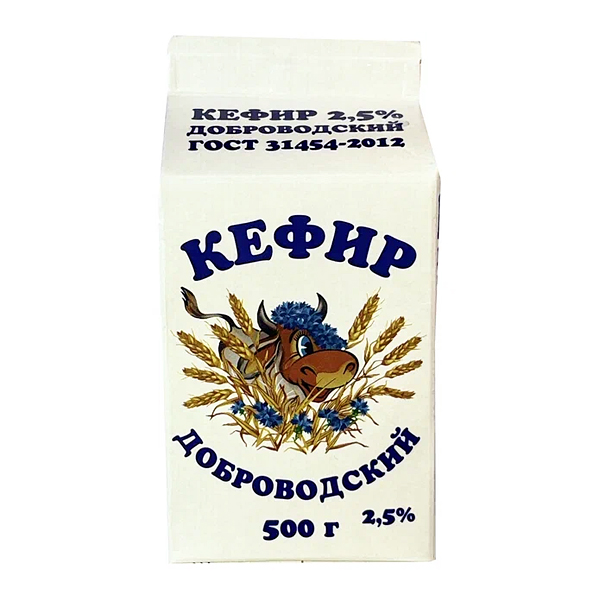 КЕФИР 2,5%
ДОБРОВОДСКИЙ
ГОСТ 31454-2012
КЕФИР
ДОБРОВОДСКИЙ
500 г 2,5%